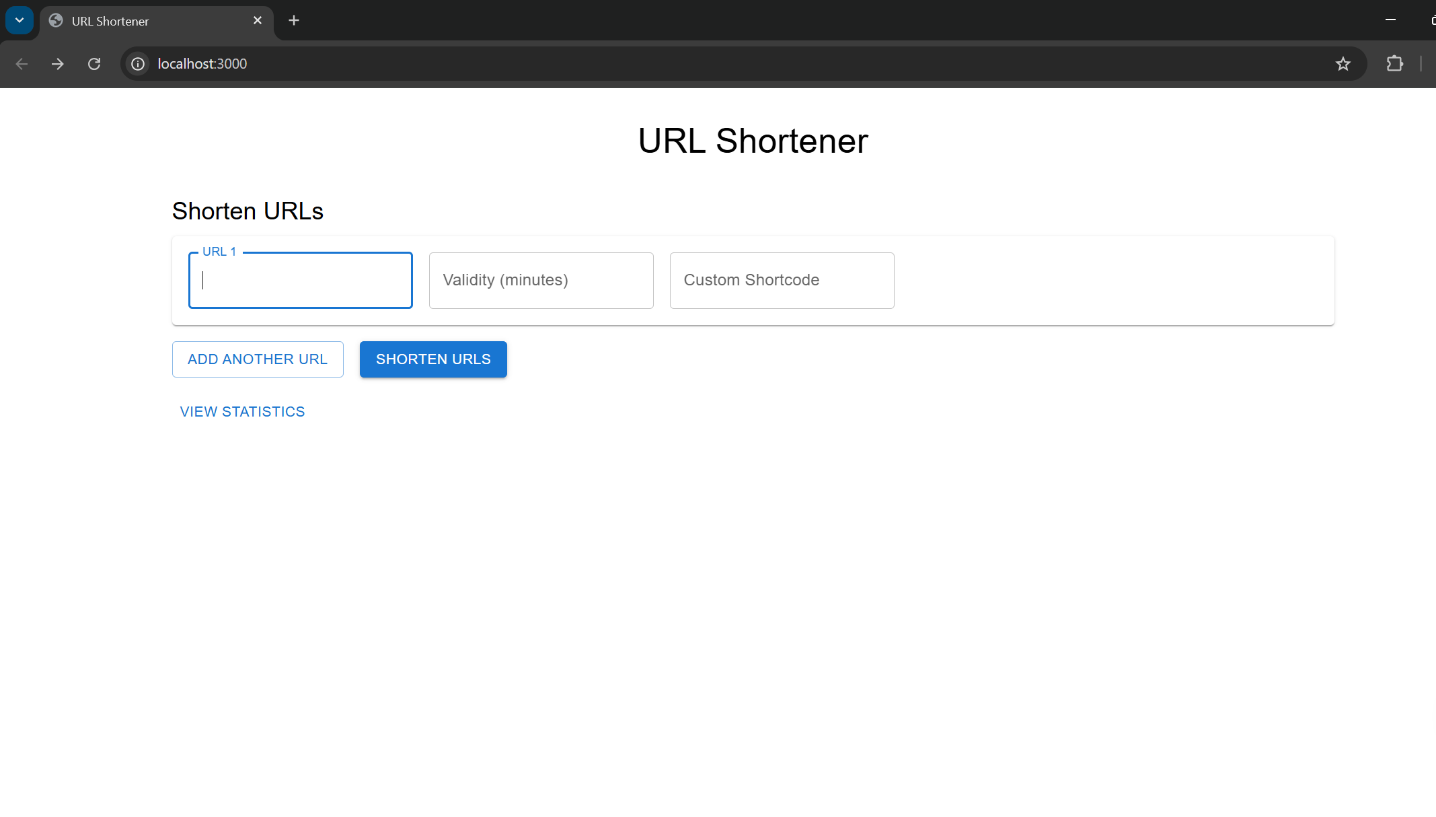 URL Shortener
localhost:3000
URL Shortener
Shorten URLs
URL 1
Validity (minutes) Custom Shortcode
ADD ANOTHER URL SHORTEN URLS
VIEW STATISTICS